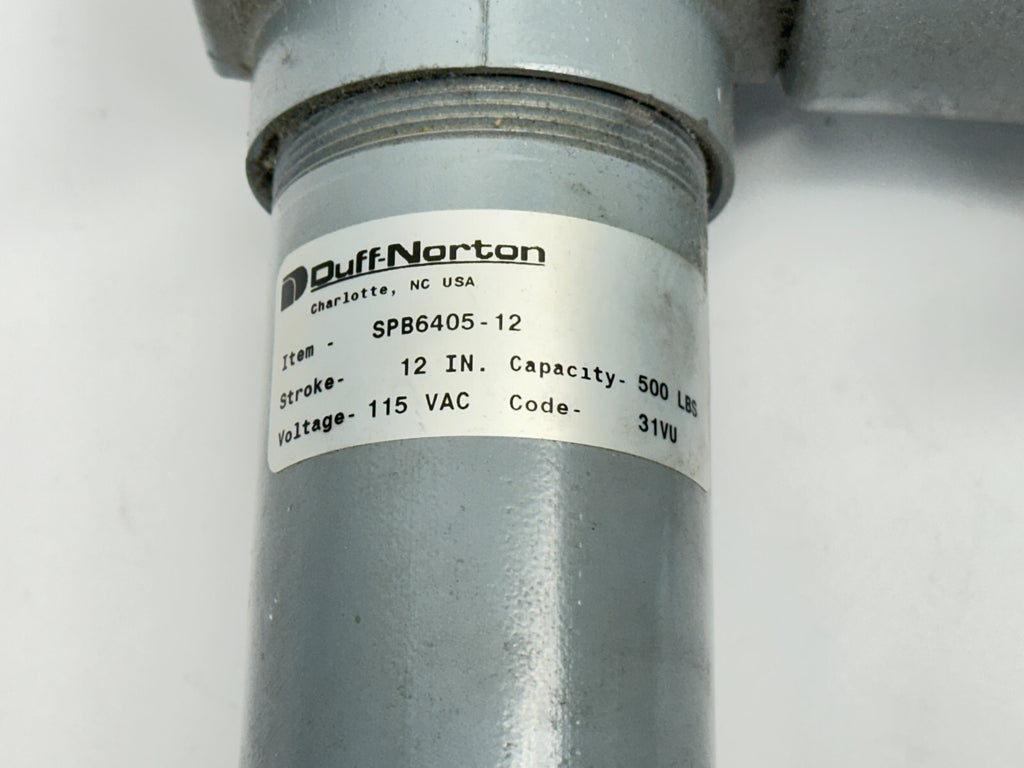 Duff-Norton
Charlotte, NC USA
Item - SPB6405-12
Stroke- 12 IN. Capacity- 500 LBS
Voltage- 115 VAC Code- 31VU